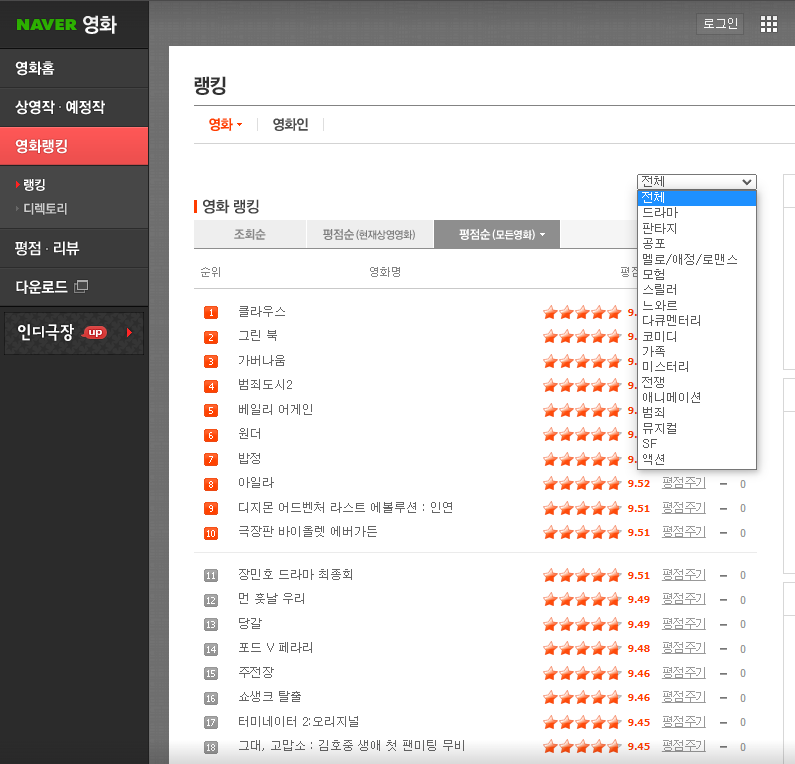 NAVER 영화
로그인
영화홈
상영작 · 예정작
영화랭킹
랭킹
디렉토리
평점 · 리뷰
다운로드
인디극장 up
랭킹
영화
영화인
영화 랭킹
전체
전체
드라마
판타지
공포
멜로/애정/로맨스
모험
스릴러
느와르
다큐멘터리
코미디
가족
미스터리
전쟁
애니메이션
범죄
뮤지컬
SF
액션
조회순
평점순 (현재상영영화)
평점순 (모든영화)
순위 영화명
1 클라우스 9.
2 그린 북 9.
3 가버나움 9.
4 범죄도시2 9.
5 베일리 어게인 9.
6 원더 9.
7 밥정 9.
8 아일라 9.52 평점주기 0
9 디지몬 어드벤처 라스트 에볼루션 : 인연 9.51 평점주기 0
10 극장판 바이올렛 에버가든 9.51 평점주기 0
11 장민호 드라마 최종회 9.51 평점주기 0
12 먼 훗날 우리 9.49 평점주기 0
13 당갈 9.49 평점주기 0
14 포드 V 페라리 9.48 평점주기 0
15 주전장 9.46 평점주기 0
16 쇼생크 탈출 9.46 평점주기 0
17 터미네이터 2:오리지널 9.45 평점주기 0
18 그대, 고맙소 : 김호중 생애 첫 팬미팅 무비 9.45 평점주기 0